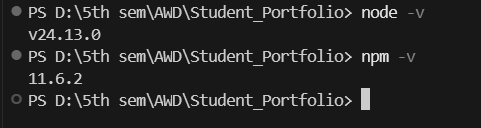 PS D:\5th sem\AWD\Student_Portfolio> node -v
v24.13.0
PS D:\5th sem\AWD\Student_Portfolio> npm -v
11.6.2
PS D:\5th sem\AWD\Student_Portfolio>